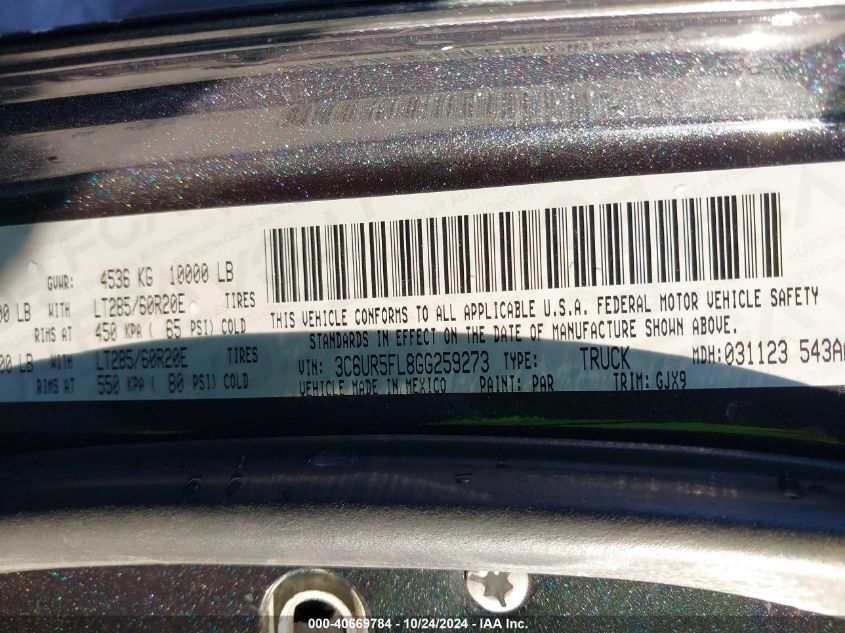 GVWR: 4536 KG 10000 LB
00 LB WITH LT285/60R20E TIRES
RIMS AT 450 KPA ( 65 PSI) COLD
00 LB WITH LT285/60R20E TIRES
RIMS AT 550 KPA ( 80 PSI) COLD
THIS VEHICLE CONFORMS TO ALL APPLICABLE U.S.A. FEDERAL MOTOR VEHICLE SAFETY
STANDARDS IN EFFECT ON THE DATE OF MANUFACTURE SHOWN ABOVE.
VIN: 3C6UR5FL8GG259273 TYPE: TRUCK MDH: 031123 543A
VEHICLE MADE IN MEXICO PAINT: PAR TRIM: GJX9
000-40669784 - 10/24/2024 - IAA Inc.